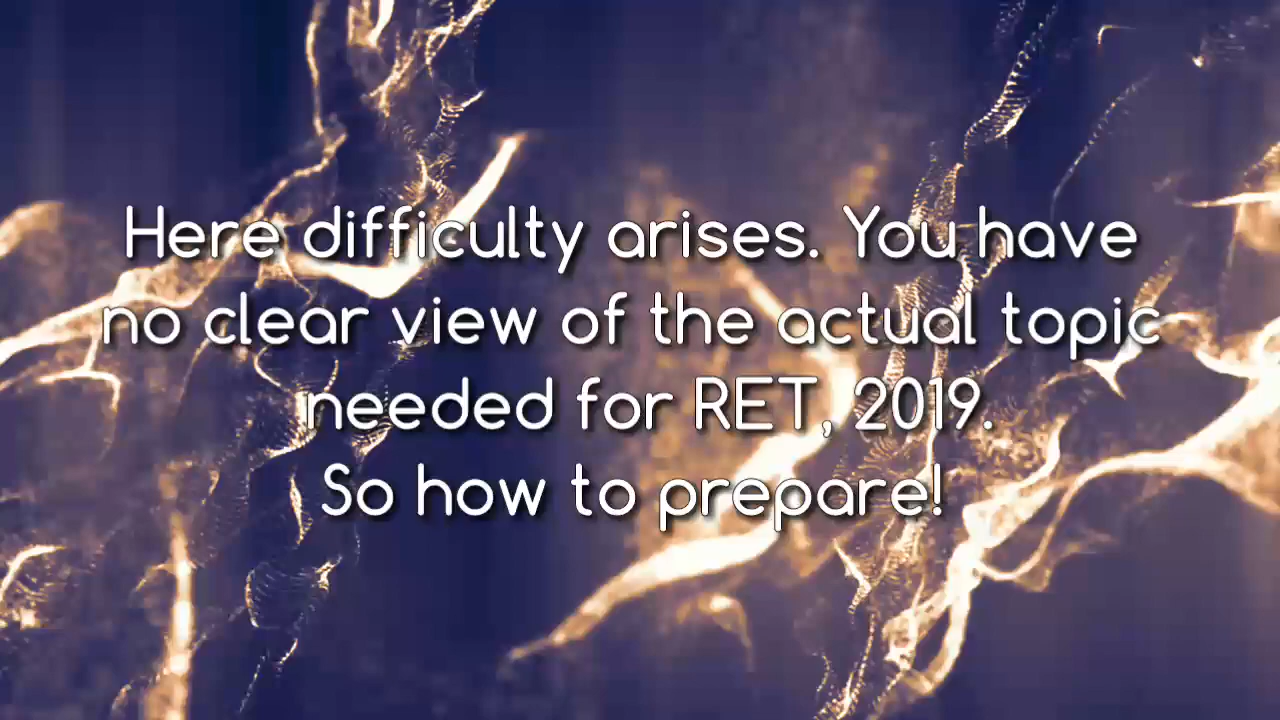 Here difficulty arises. You have
no clear view of the actual topic
needed for RET, 2019.
So how to prepare!